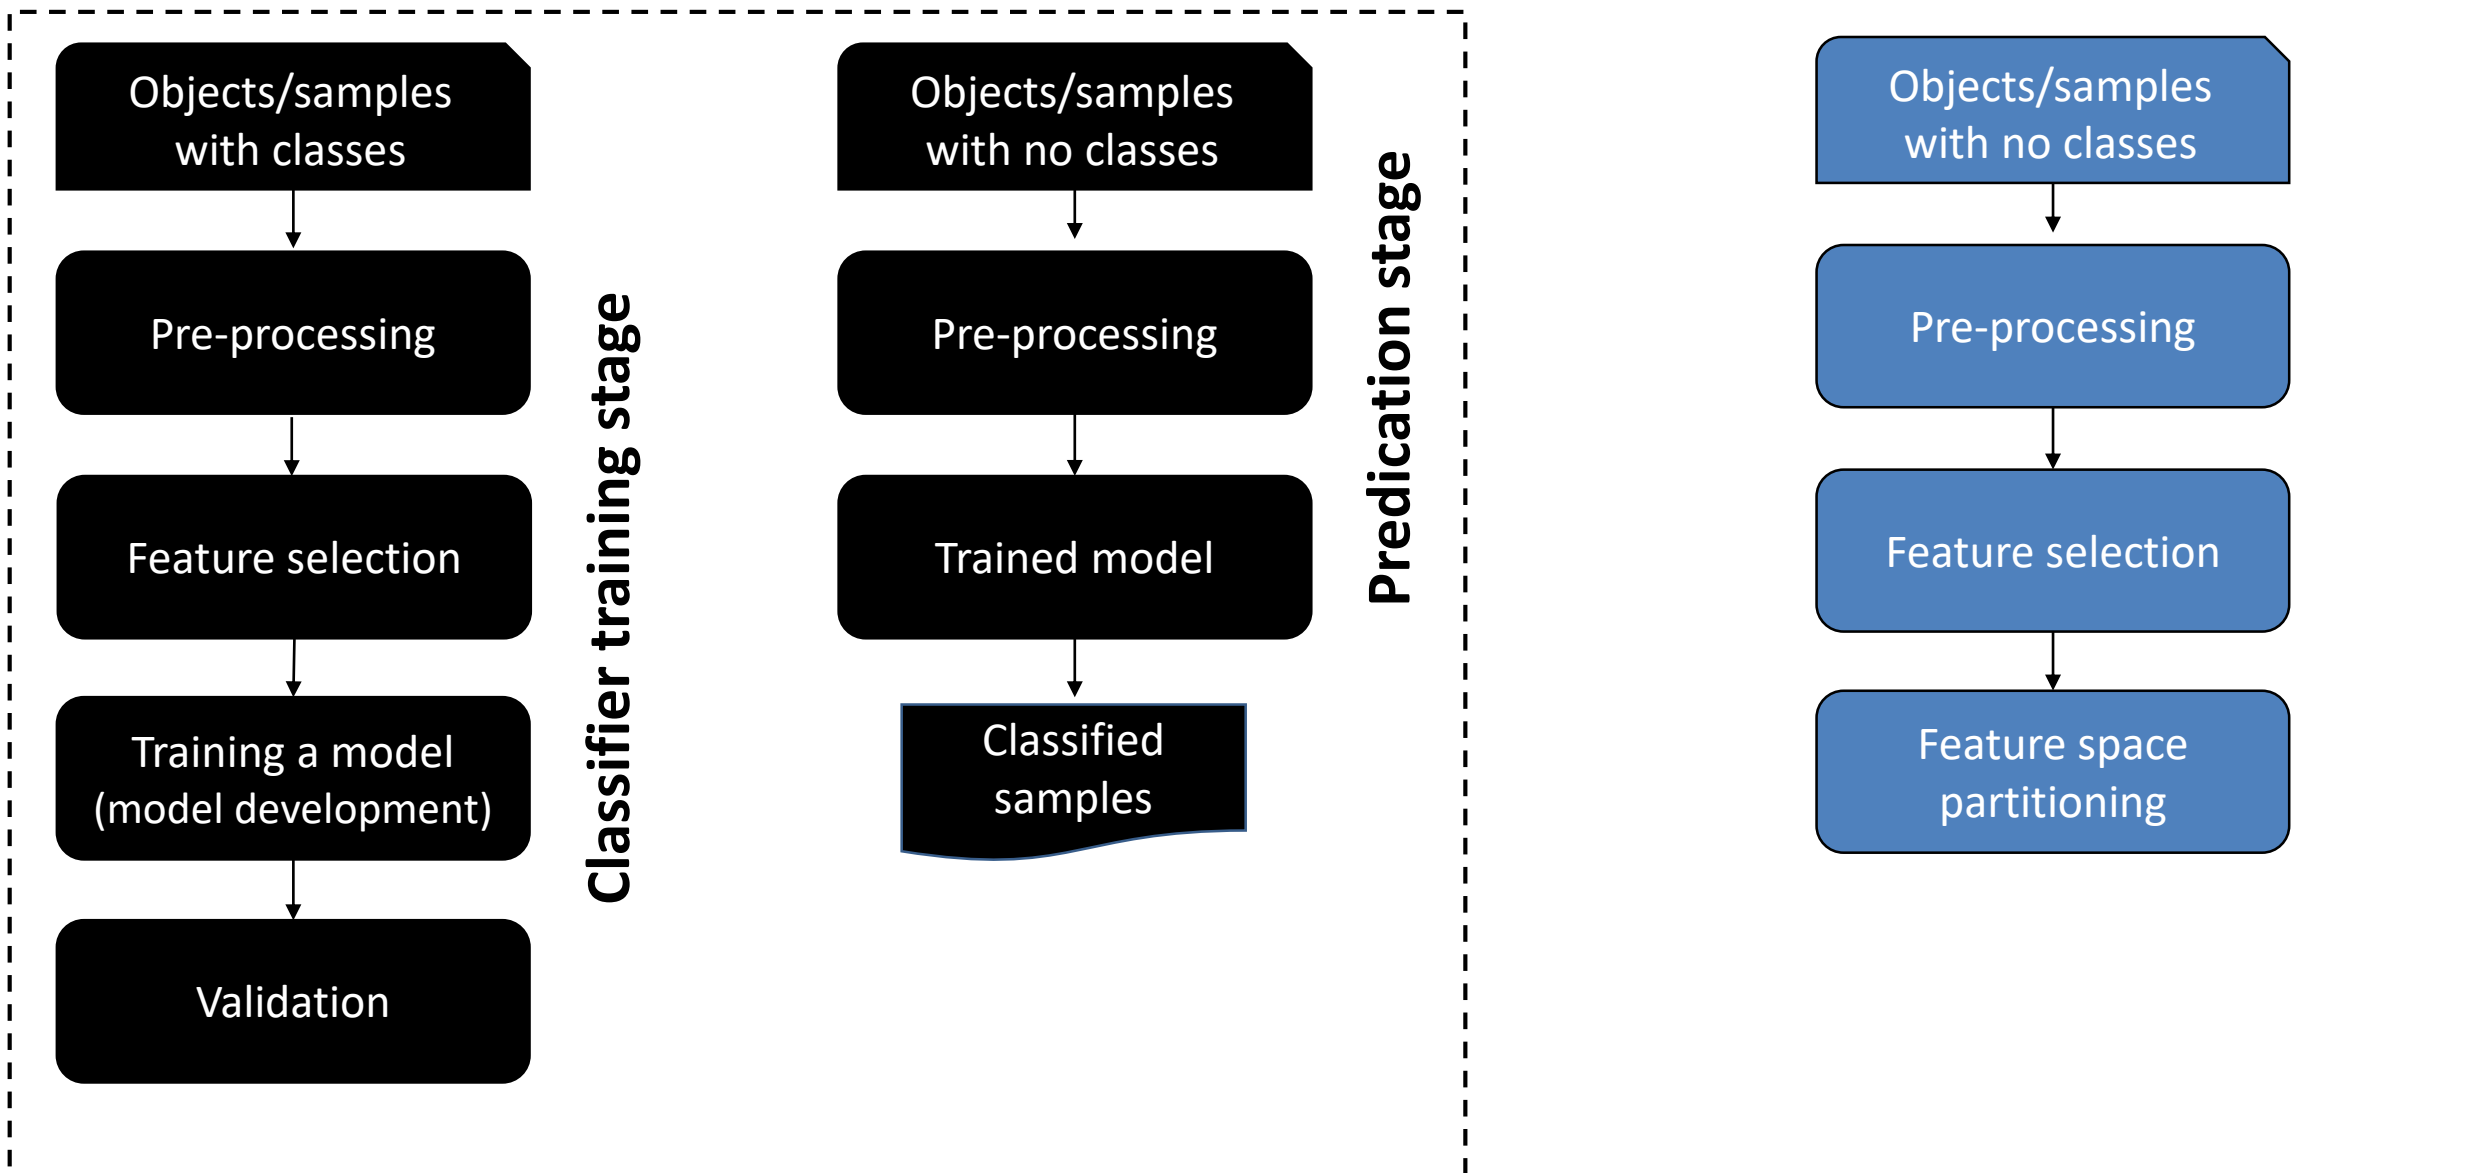 Objects/samples
with classes
Pre-processing
Feature selection
Training a model
(model development)
Validation
Classifier training stage
Objects/samples
with no classes
Pre-processing
Trained model
Classified
samples
Predication stage
Objects/samples
with no classes
Pre-processing
Feature selection
Feature space
partitioning